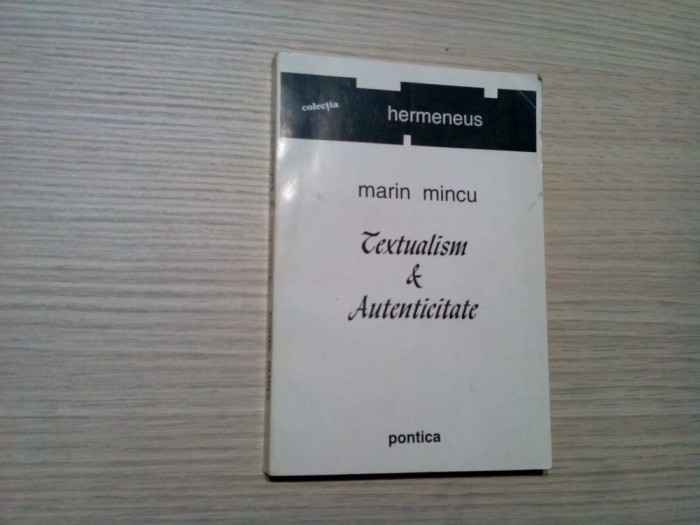 colecția
hermeneus
marin mincu
Textualism
&
Autenticitate
pontica